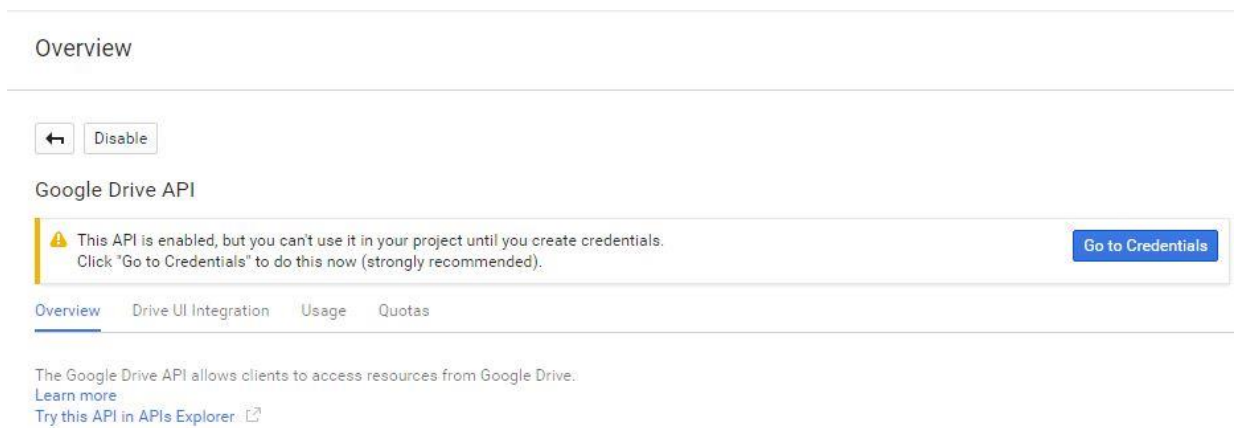 Overview
Disable
Google Drive API
This API is enabled, but you can't use it in your project until you create credentials.
Click "Go to Credentials" to do this now (strongly recommended).
Go to Credentials
Overview Drive UI Integration Usage Quotas
The Google Drive API allows clients to access resources from Google Drive.
Learn more
Try this API in APIs Explorer